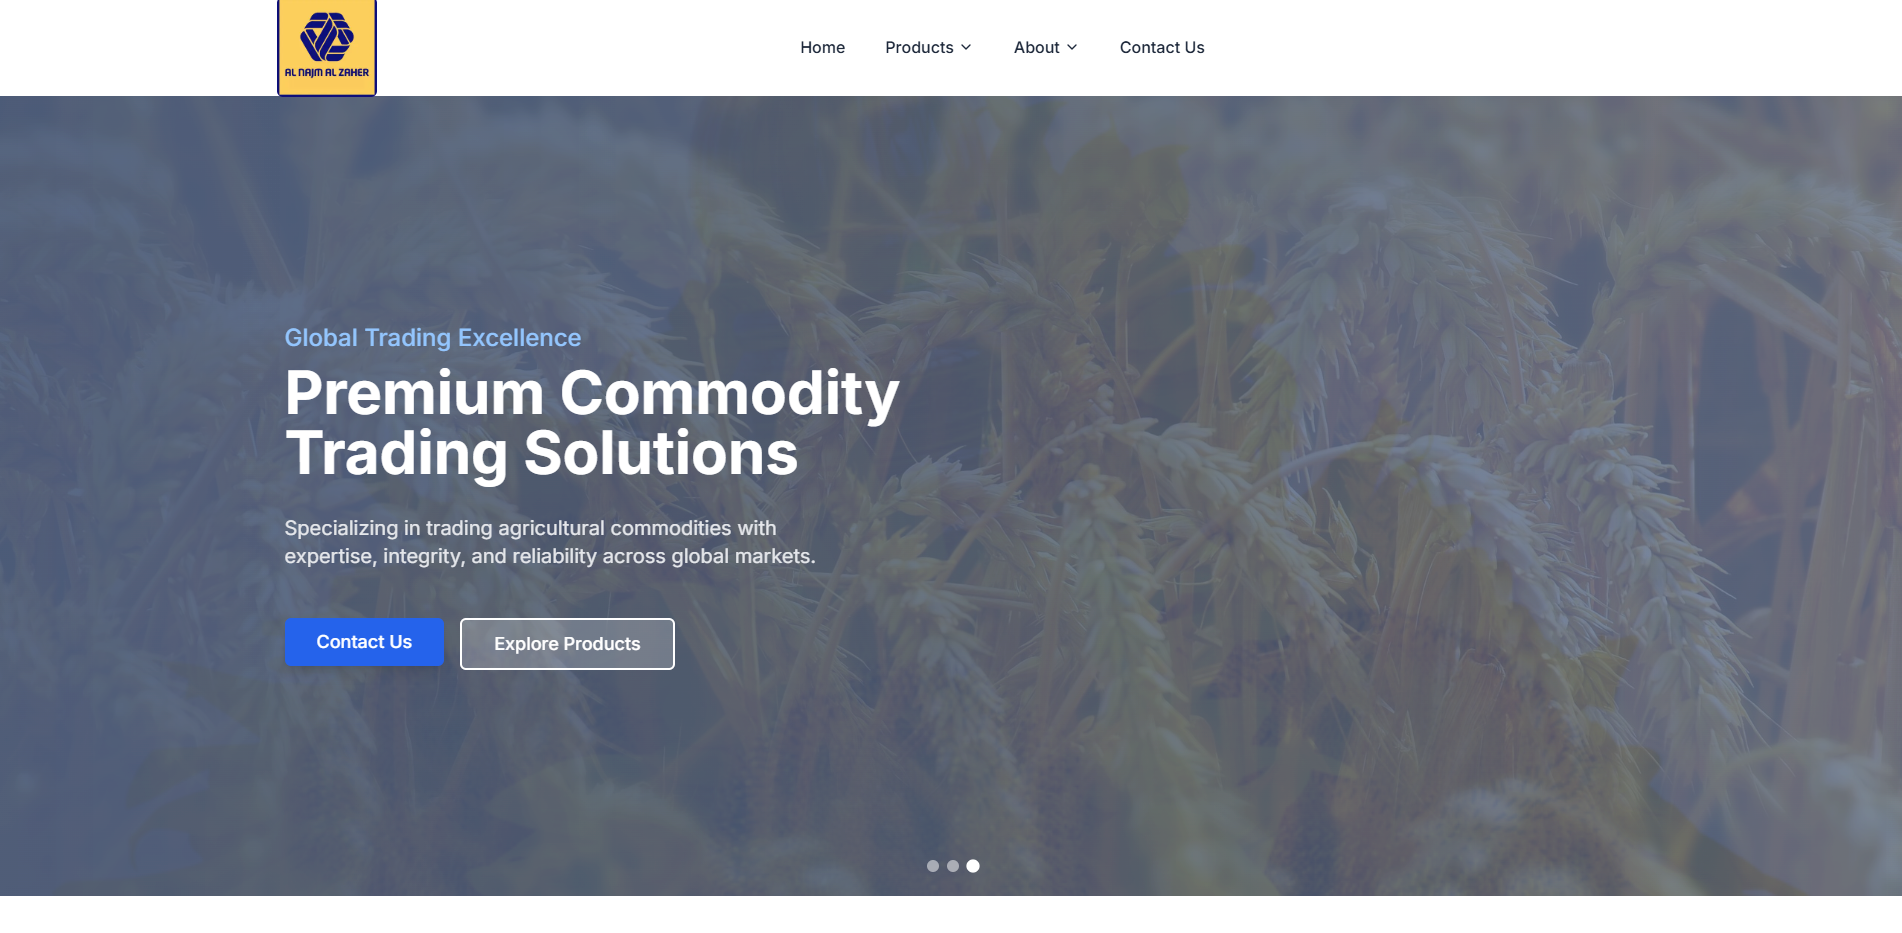 AL NAJM AL ZAHER
Home
Products
About
Contact Us
Global Trading Excellence
Premium Commodity
Trading Solutions
Specializing in trading agricultural commodities with
expertise, integrity, and reliability across global markets.
Contact Us
Explore Products